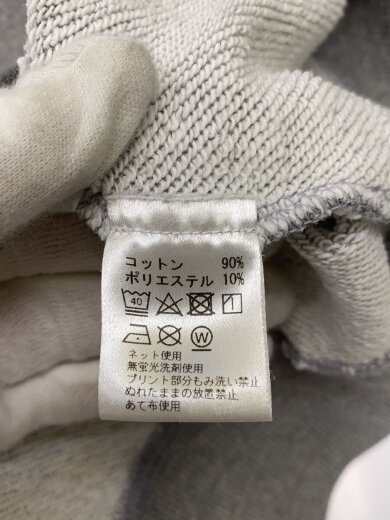 コットン 90%
ポリエステル 10%
40
W
ネット使用
無蛍光洗剤使用
プリント部分もみ洗い禁止
ぬれたままの放置禁止
あて布使用